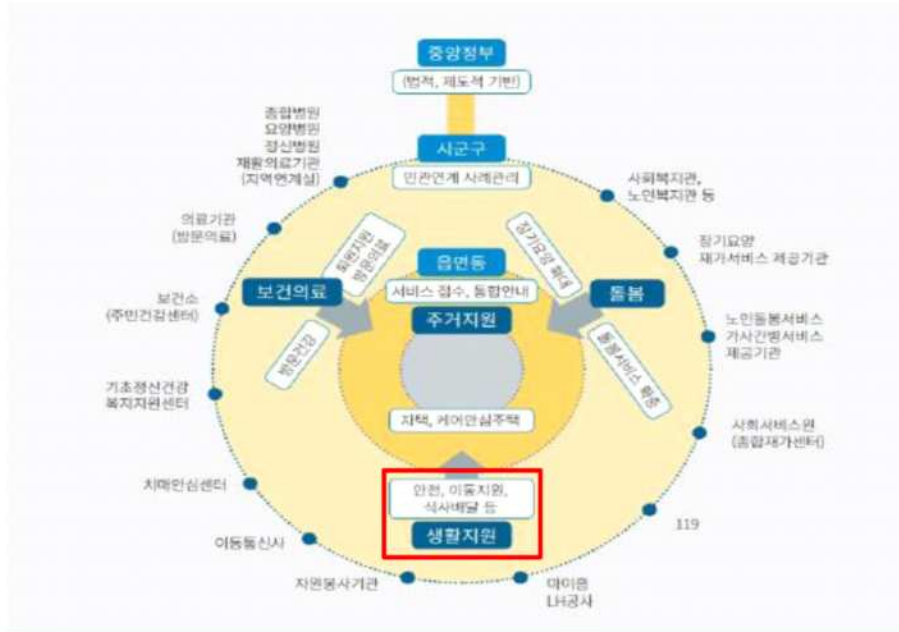 중앙정부
(법적, 제도적 기반)
시군구
민관연계 사례관리
종합병원
요양병원
정신병원
재활의료기관
(지역연계실)
의료기관
(방문의료)
보건소
(주민건강센터)
기초정신건강
복지지원센터
치매안심센터
이동통신사
자원봉사기관
마이홈
LH공사
119
사회서비스원
(종합재가센터)
노인돌봄서비스
가사간병서비스
제공기관
장기요양
재가서비스 제공기관
사회복지관,
노인복지관 등
퇴원지원
방문의료
보건의료
방문건강
읍면동
서비스 접수, 통합안내
주거지원
자택, 케어안심주택
장기요양 확대
돌봄
돌봄서비스 확충
안전, 이동지원,
식사배달 등
생활지원